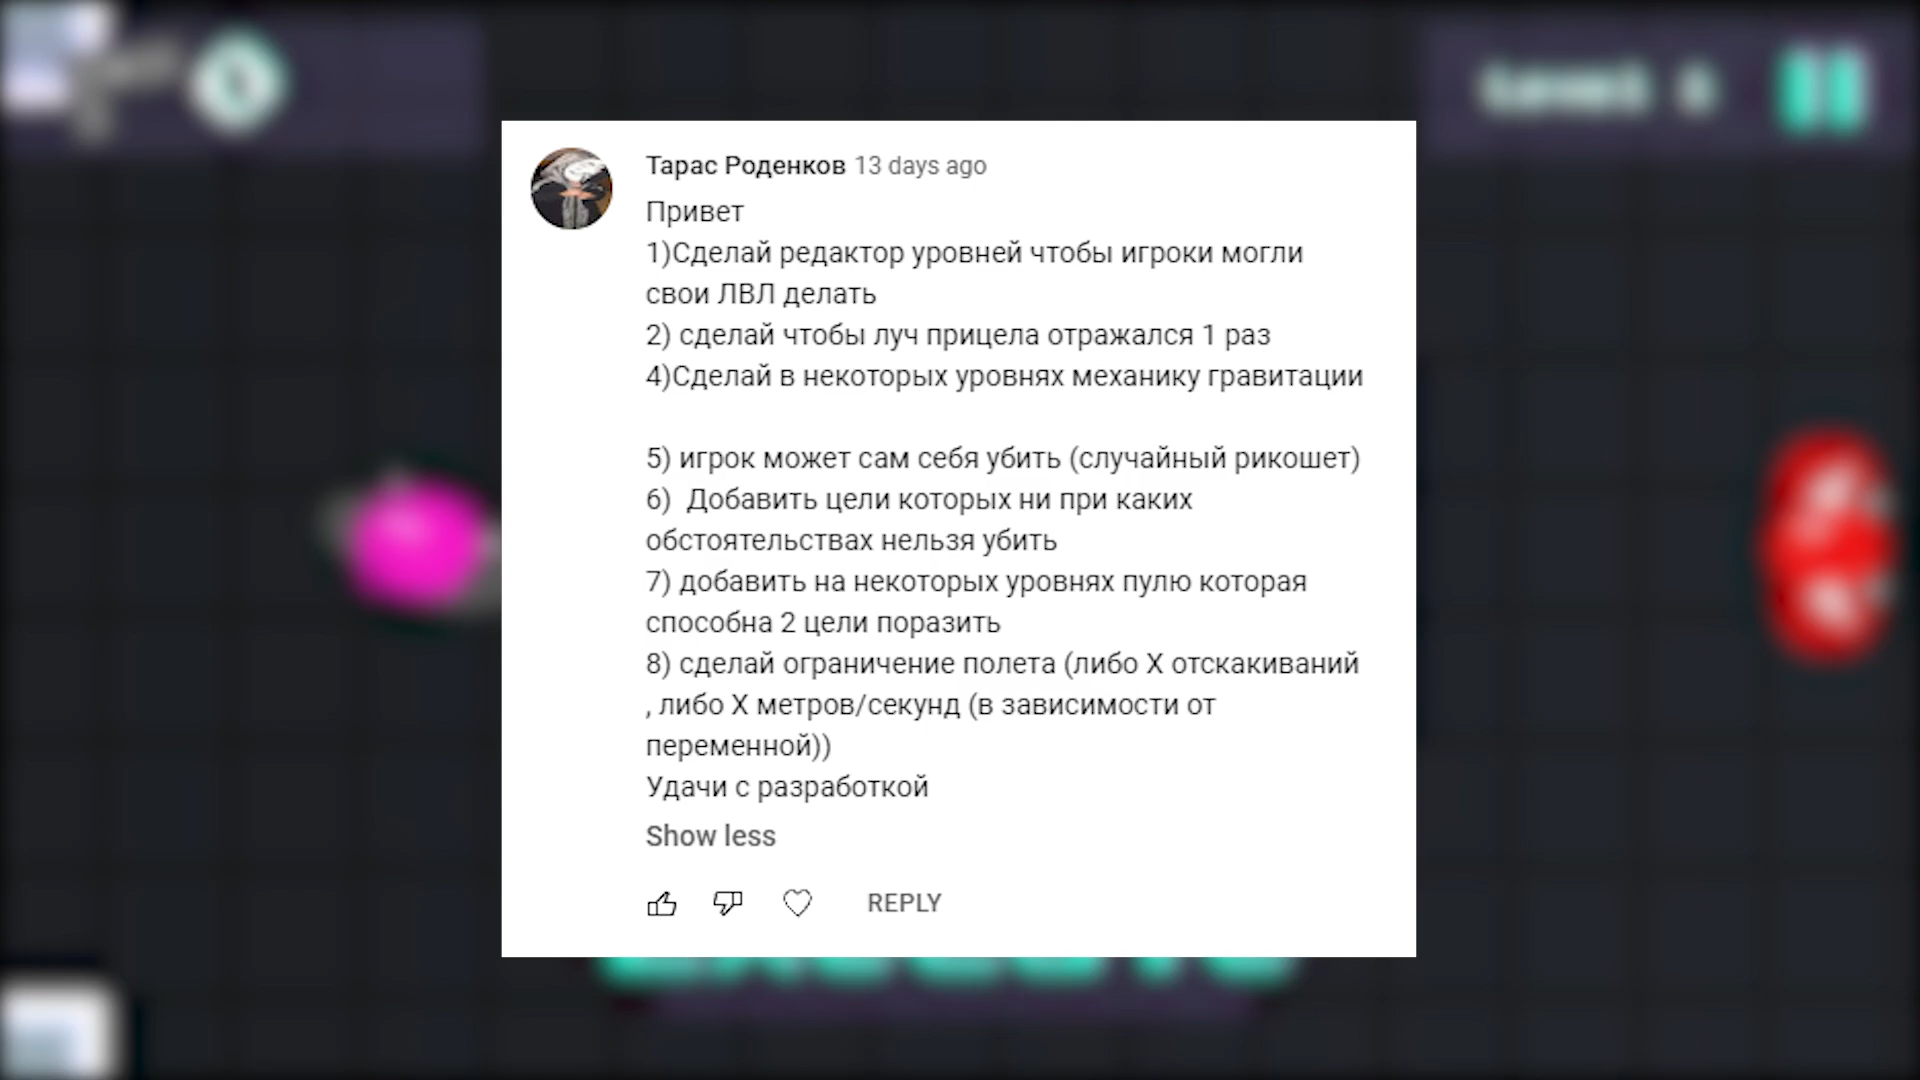 Тарас Роденков 13 days ago
Привет
1)Сделай редактор уровней чтобы игроки могли
свои ЛВЛ делать
2) сделай чтобы луч прицела отражался 1 раз
4)Сделай в некоторых уровнях механику гравитации
5) игрок может сам себя убить (случайный рикошет)
6)  Добавить цели которых ни при каких
обстоятельствах нельзя убить
7) добавить на некоторых уровнях пулю которая
способна 2 цели поразить
8) сделай ограничение полета (либо X отскакиваний
, либо X метров/секунд (в зависимости от
переменной))
Удачи с разработкой
Show less
REPLY